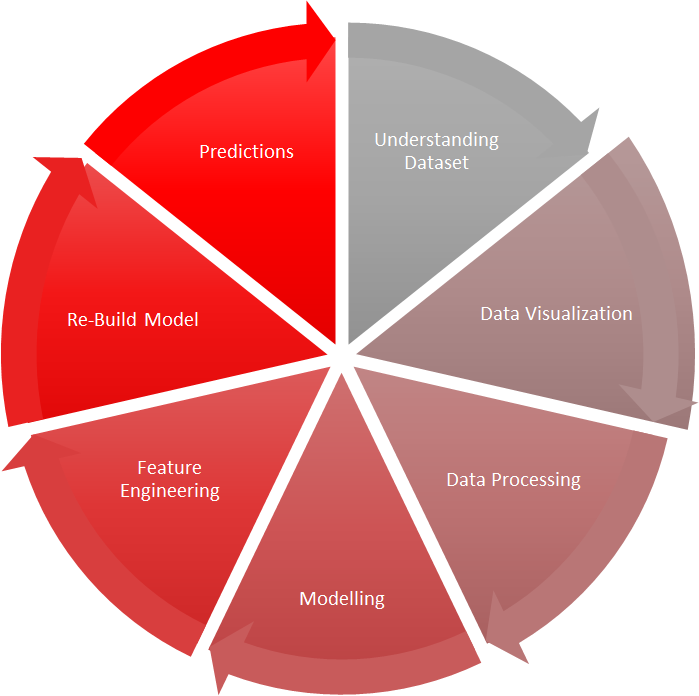 Understanding
Dataset
Data Visualization
Data Processing
Modelling
Feature
Engineering
Re-Build Model
Predictions